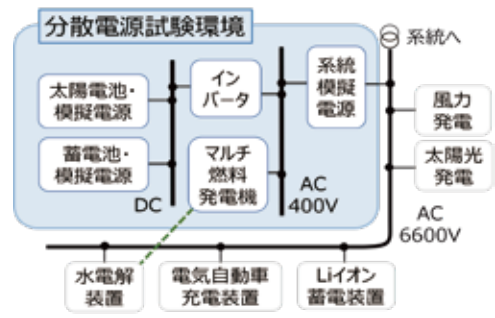 分散電源試験環境
系統へ
太陽電池・
模擬電源
イン
バータ
系統
模擬
電源
風力
発電
蓄電池・
模擬電源
マルチ
燃料
発電機
太陽光
発電
DC
AC
400V
AC
6600V
水電解
装置
電気自動車
充電装置
Liイオン
蓄電装置